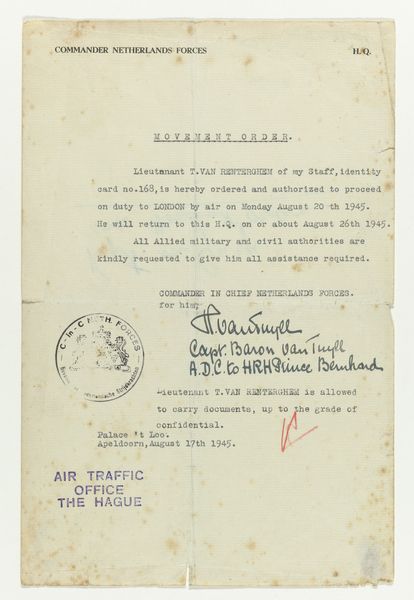 COMMANDER NETHERLANDS FORCES H.Q.
MOVEMENT ORDER.
Lieutenant T.VAN RENTERGHEM of my Staff,identity
card no.168,is hereby ordered and authorized to proceed
on duty to LONDON by air on Monday August 20 th 1945.
He will return to this H.Q. on or about August 26th 1945.
All Allied military and civil authorities are
kindly requested to give him all assistance required.
COMMANDER IN CHIEF NETHERLANDS FORCES.
for him,
VanTuyll
Capt. Baron van Tuyll
A.D.C. to HRH Prince Bernhard
C-in-C NETH. FORCES
Lieutenant T.VAN RENTERGHEM is allowed
to carry documents, up to the grade of
confidential.
Palace 't Loo.
Apeldoorn,August 17th 1945.
AIR TRAFFIC
OFFICE
THE HAGUE